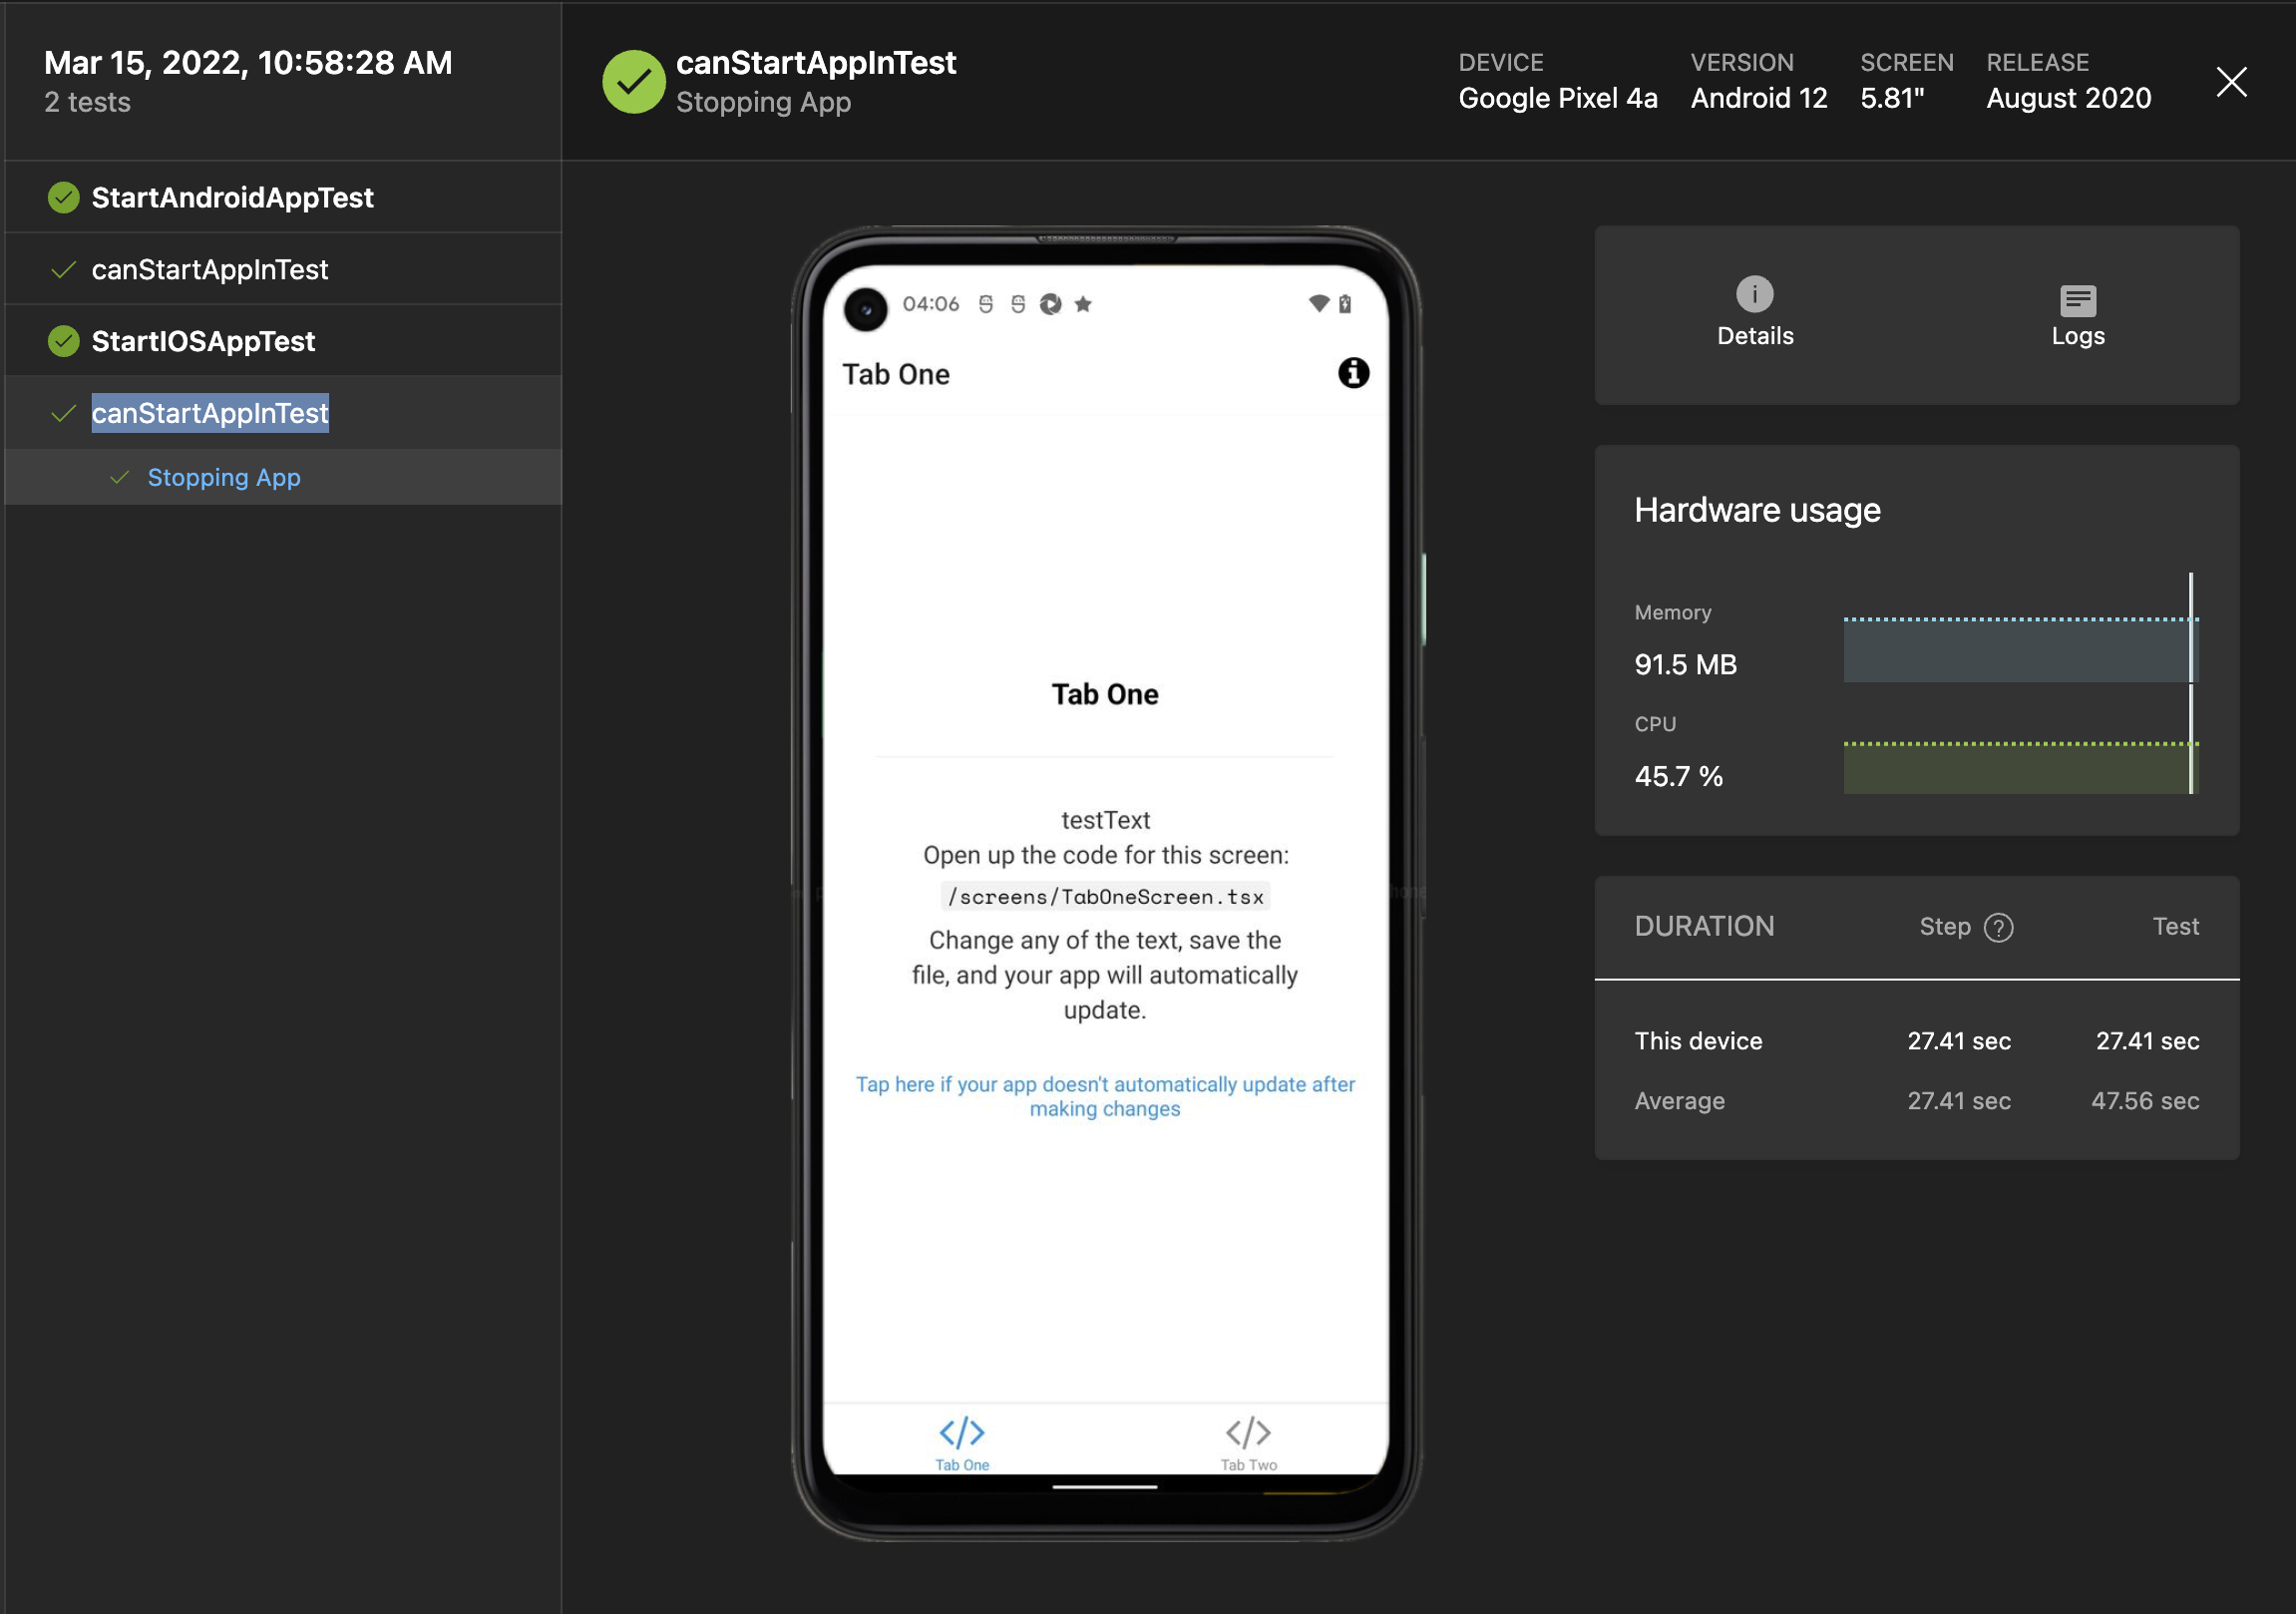 Mar 15, 2022, 10:58:28 AM
2 tests
StartAndroidAppTest
canStartAppInTest
StartIOSAppTest
canStartAppInTest
Stopping App
canStartAppInTest
Stopping App
DEVICE
Google Pixel 4a
VERSION
Android 12
SCREEN
5.81"
RELEASE
August 2020
04:06
Tab One
Tab One
testText
Open up the code for this screen:
/screens/TabOneScreen.tsx
Change any of the text, save the
file, and your app will automatically
update.
Tap here if your app doesn't automatically update after
making changes
Tab One
Tab Two
Details
Logs
Hardware usage
Memory
91.5 MB
CPU
45.7 %
DURATION Step ? Test
This device 27.41 sec 27.41 sec
Average 27.41 sec 47.56 sec